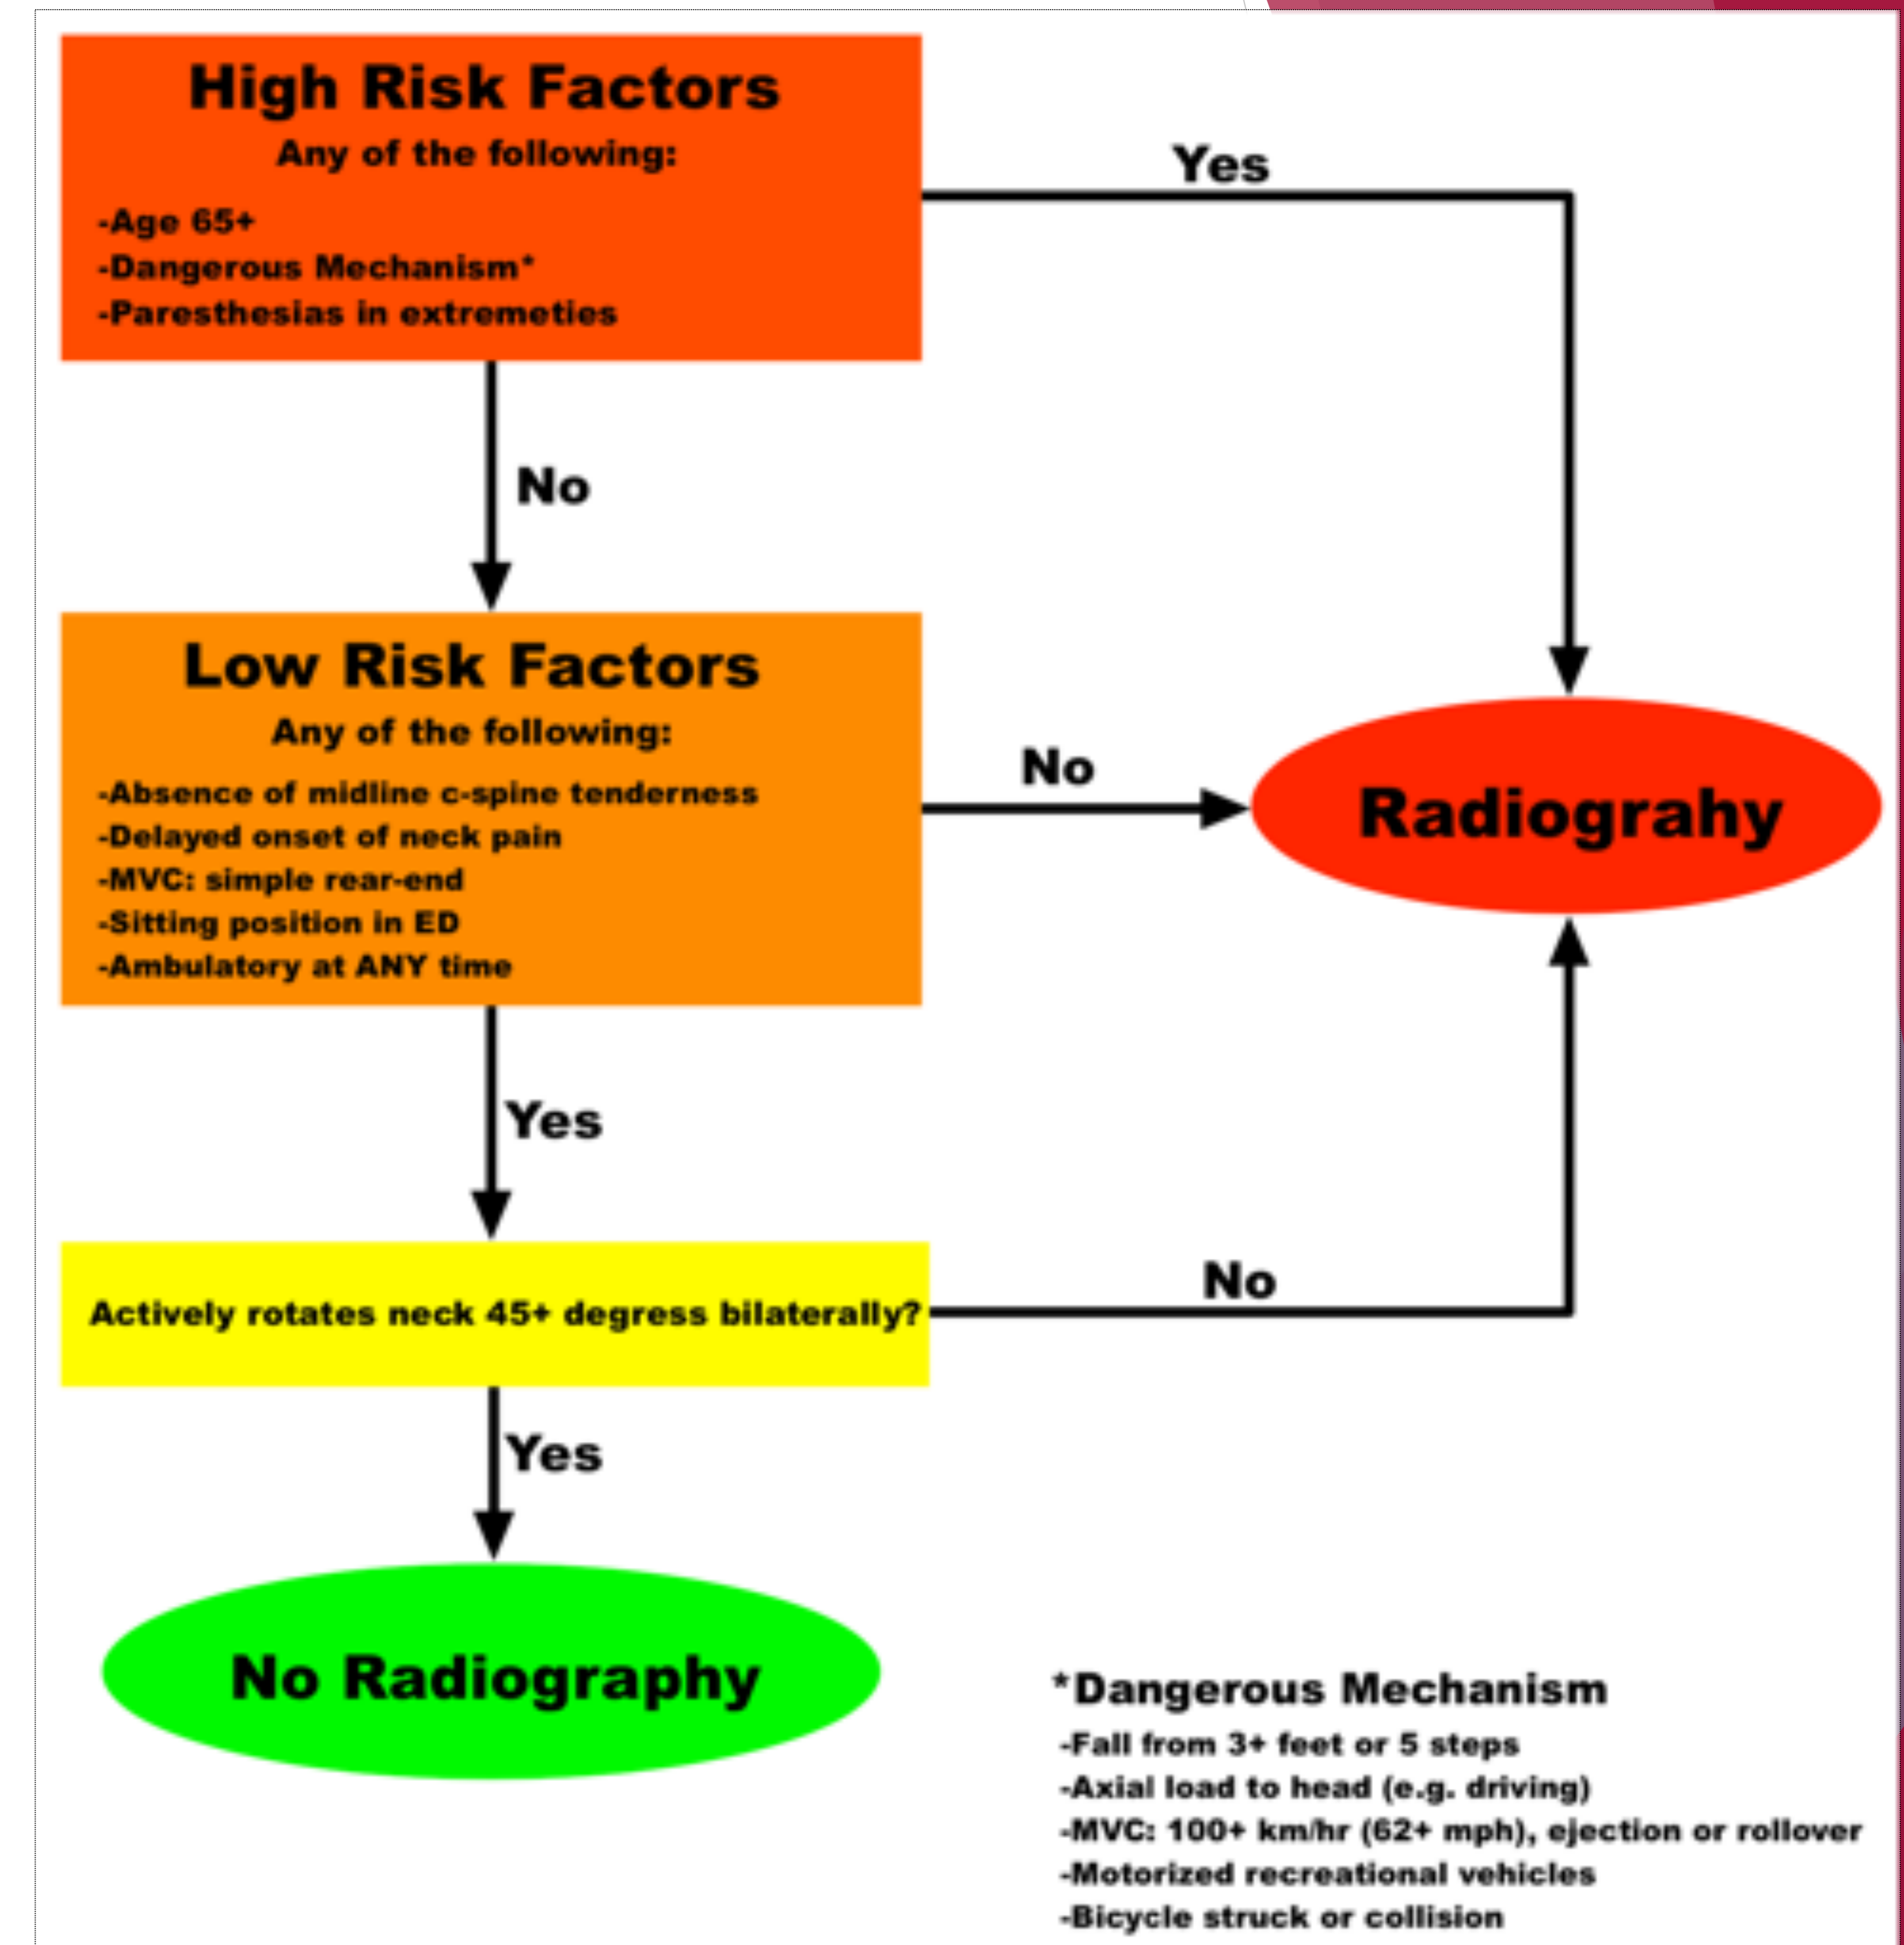 High Risk Factors
Any of the following:
-Age 65+
-Dangerous Mechanism*
-Paresthesias in extremeties
Yes
No
Low Risk Factors
Any of the following:
-Absence of midline c-spine tenderness
-Delayed onset of neck pain
-MVC: simple rear-end
-Sitting position in ED
-Ambulatory at ANY time
No
Radiograhy
Yes
Actively rotates neck 45+ degress bilaterally?
No
Yes
No Radiography
*Dangerous Mechanism
-Fall from 3+ feet or 5 steps
-Axial load to head (e.g. driving)
-MVC: 100+ km/hr (62+ mph), ejection or rollover
-Motorized recreational vehicles
-Bicycle struck or collision